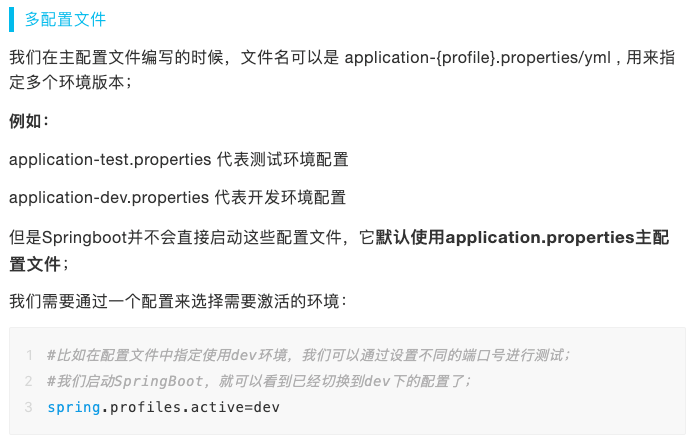 多配置文件
我们在主配置文件编写的时候，文件名可以是 application-{profile}.properties/yml , 用来指
定多个环境版本；
例如：
application-test.properties 代表测试环境配置
application-dev.properties 代表开发环境配置
但是Springboot并不会直接启动这些配置文件，它默认使用application.properties主配
置文件；
我们需要通过一个配置来选择需要激活的环境：
1 #比如在配置文件中指定使用dev环境，我们可以通过设置不同的端口号进行测试；
2 #我们启动SpringBoot，就可以看到已经切换到dev下的配置了；
3 spring.profiles.active=dev